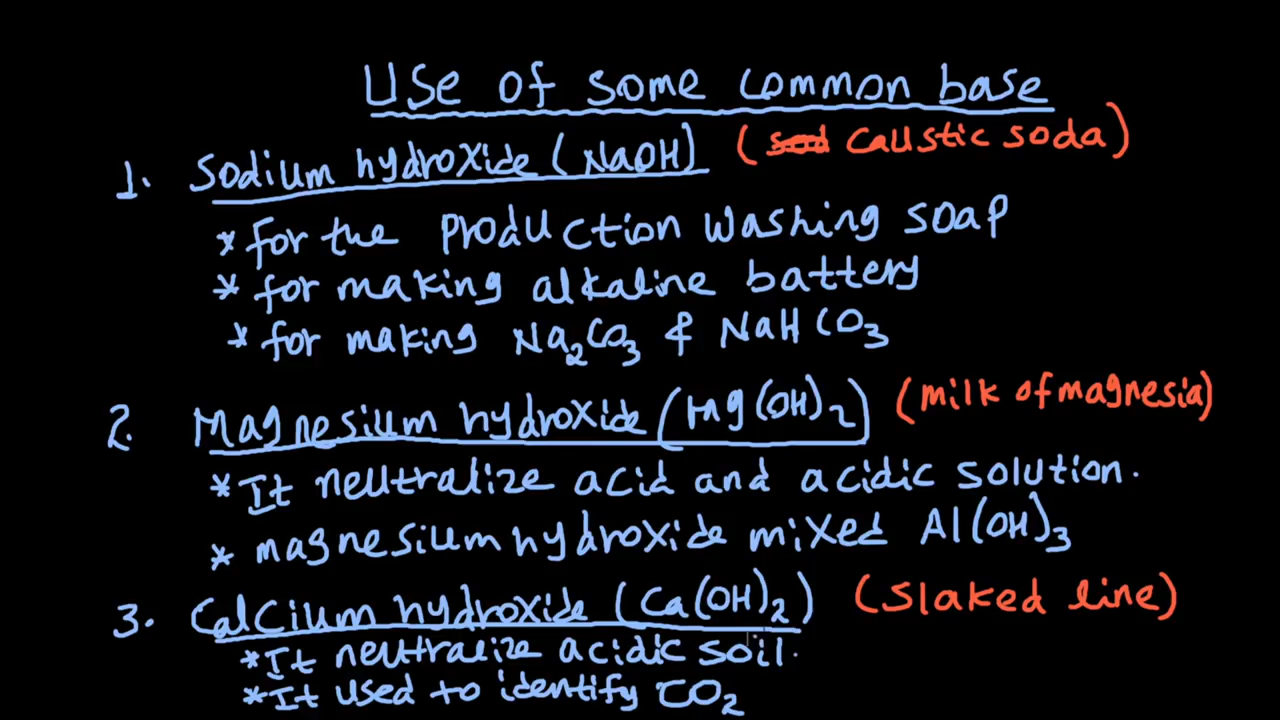 Use of some common base
1. Sodium hydroxide (NaOH) (caustic soda)
* for the production washing soap
* for making alkaline battery
* for making Na₂CO₃ & NaHCO₃
2. Magnesium hydroxide (Mg(OH)₂) (milk of magnesia)
* It neutralize acid and acidic solution.
* magnesium hydroxide mixed Al(OH)₃
3. Calcium hydroxide (Ca(OH)₂) (slaked line)
* It neutralize acidic soil.
* It used to identify CO₂